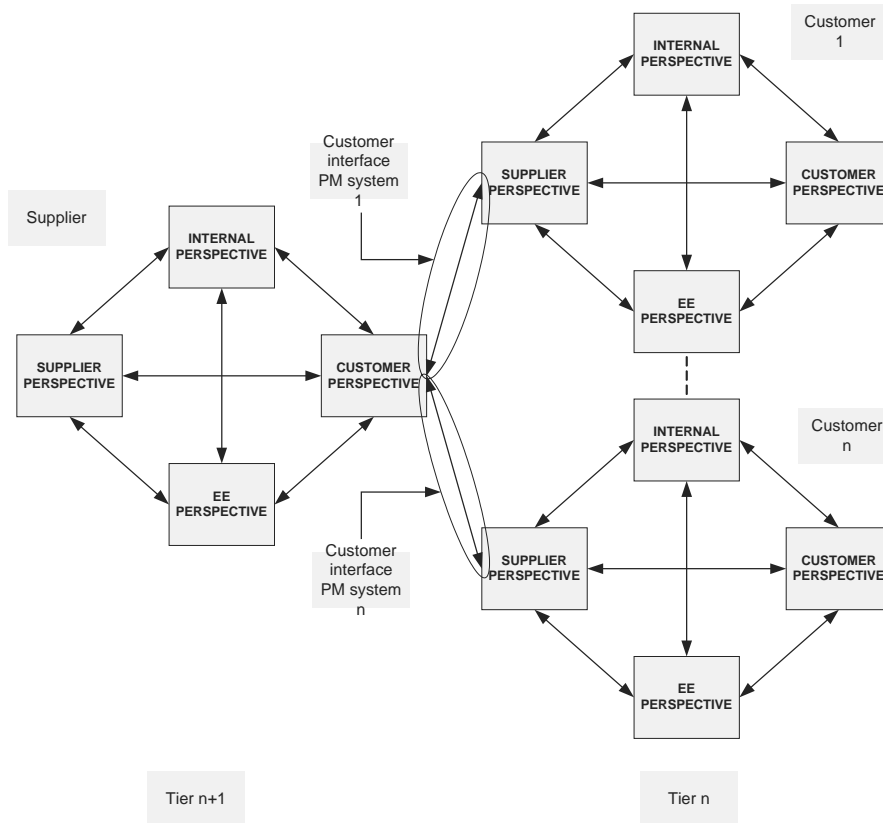 Supplier
INTERNAL
PERSPECTIVE
SUPPLIER
PERSPECTIVE
CUSTOMER
PERSPECTIVE
EE
PERSPECTIVE
Customer
interface
PM system
1
Customer
interface
PM system
n
Customer
1
INTERNAL
PERSPECTIVE
SUPPLIER
PERSPECTIVE
CUSTOMER
PERSPECTIVE
EE
PERSPECTIVE
Customer
n
INTERNAL
PERSPECTIVE
SUPPLIER
PERSPECTIVE
CUSTOMER
PERSPECTIVE
EE
PERSPECTIVE
Tier n+1
Tier n